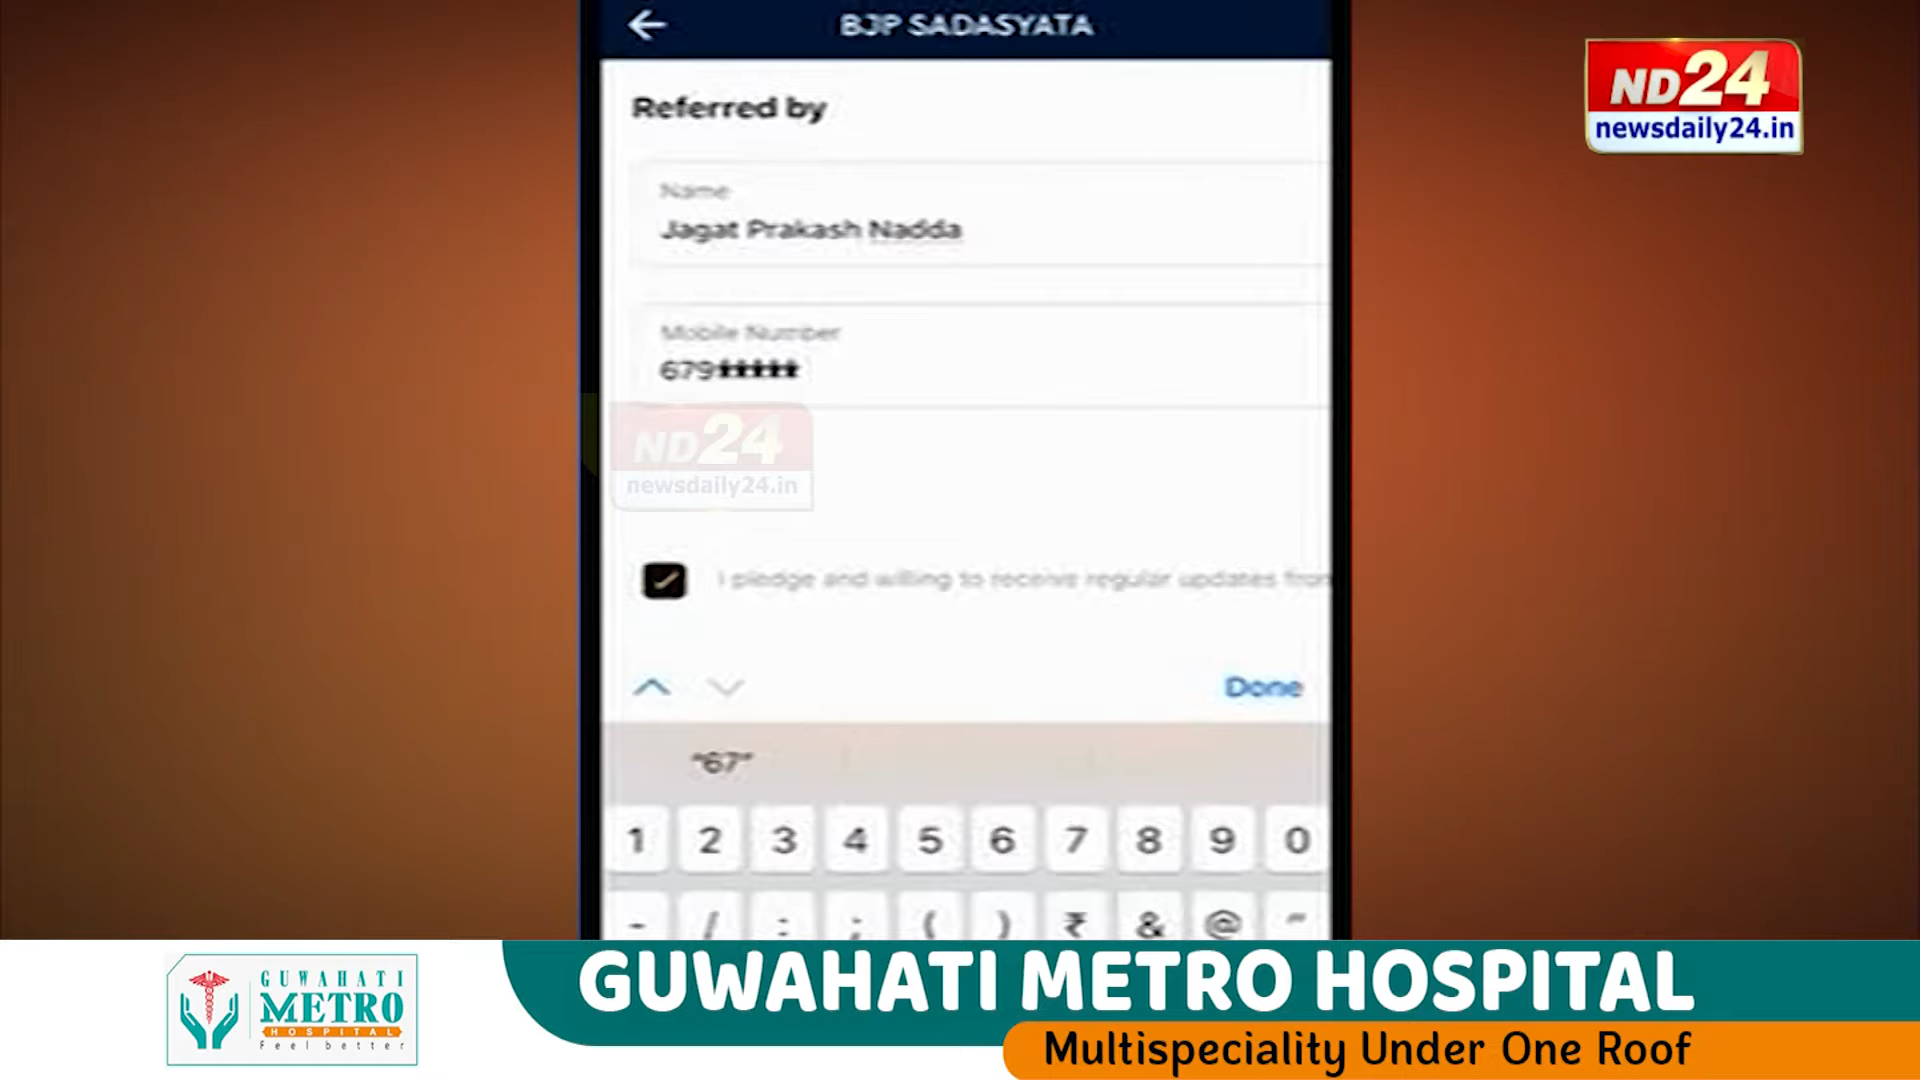 BJP SADASYATA
ND24
newsdaily24.in
Referred by
Name
Jagat Prakash Nadda
Mobile Number
679*****
ND24
newsdaily24.in
I pledge and willing to receive regular updates from
Done
"67"
1 2 3 4 5 6 7 8 9 0
- / : ; ( ) ₹ & @ "
GUWAHATI
METRO
HOSPITAL
Feel better
GUWAHATI METRO HOSPITAL
Multispeciality Under One Roof